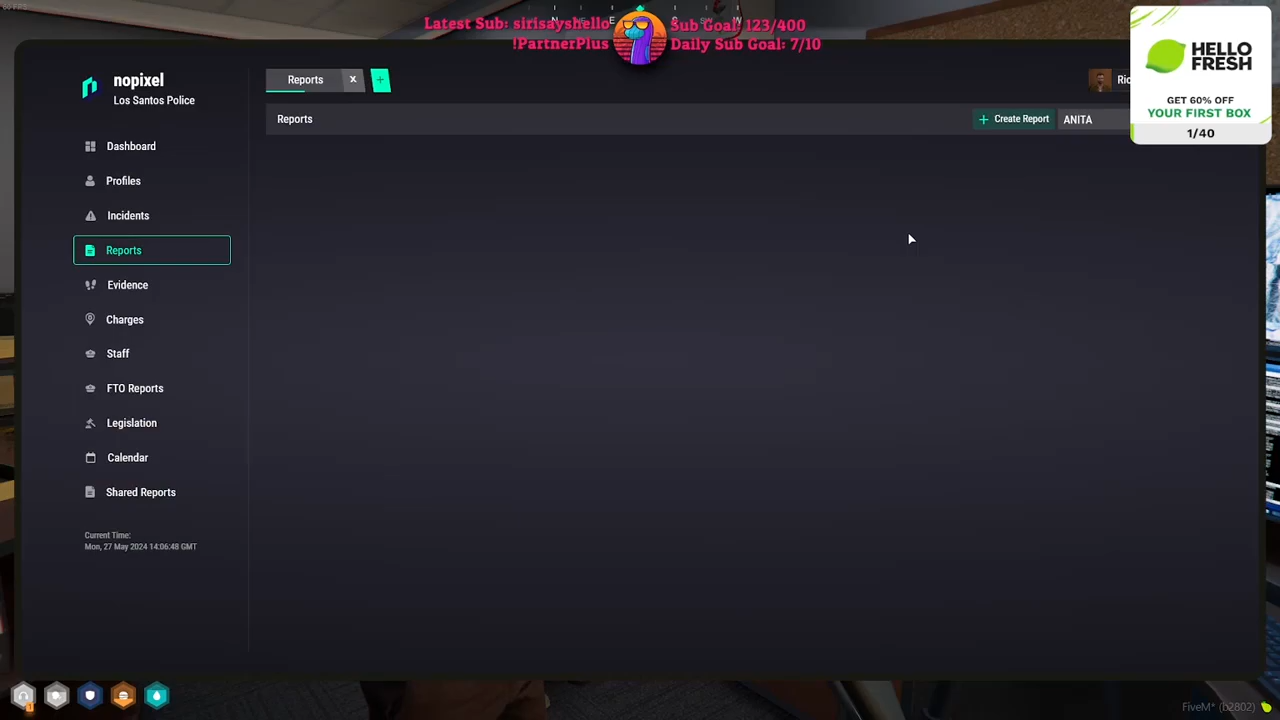 Latest Sub: sirisayshello
!PartnerPlus
Sub Goal: 123/400
Daily Sub Goal: 7/10
N
E
W
HELLO
FRESH
GET 60% OFF
YOUR FIRST BOX
1/40
nopixel
Los Santos Police
Reports
x
+
Reports
+ Create Report
ANITA
Dashboard
Profiles
Incidents
Reports
Evidence
Charges
Staff
FTO Reports
Legislation
Calendar
Shared Reports
Current Time:
Mon, 27 May 2024 14:06:48 GMT
FiveM* (b2802)